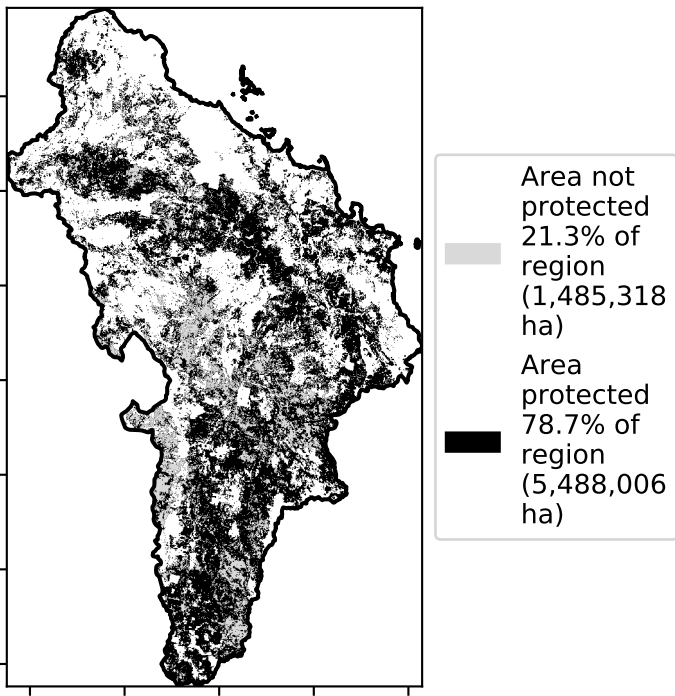 Area not
protected
21.3% of
region
(1,485,318
ha)
Area
protected
78.7% of
region
(5,488,006
ha)